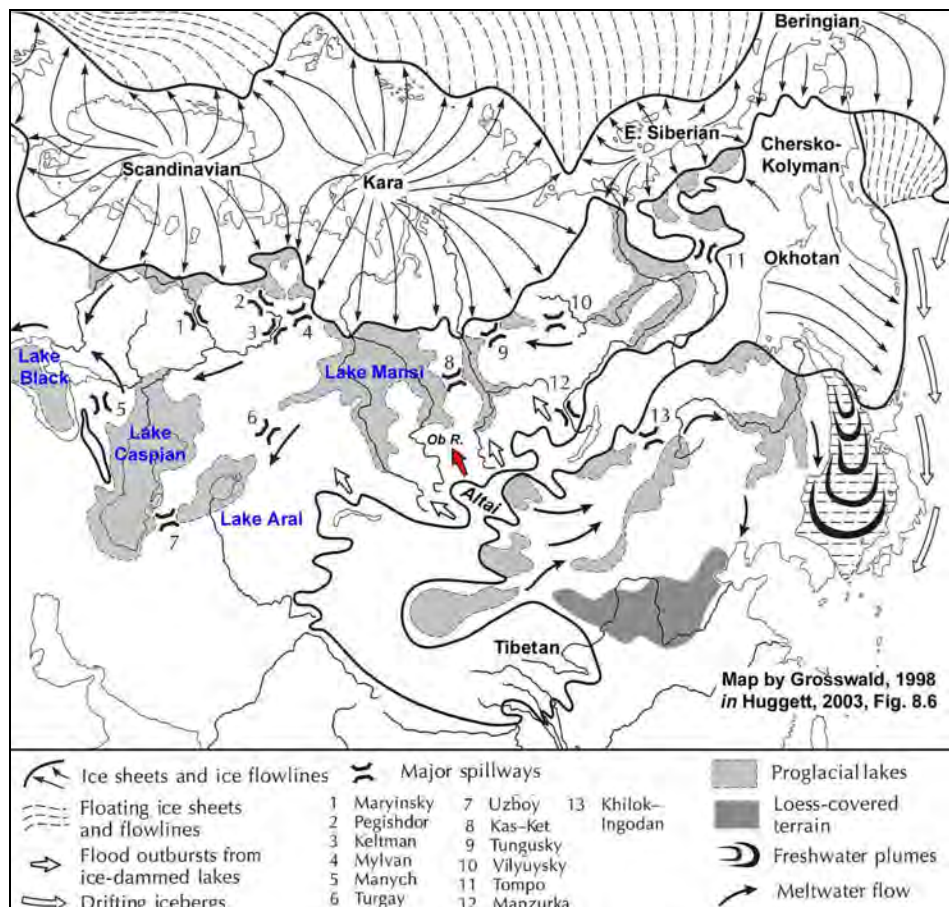 Beringian
E. Siberian
Chersko-
Kolyman
Scandinavian
Kara
Okhotan
11
10
1
2
3
4
9
Lake
Black
Lake Mansi
8
12
5
Lake
Caspian
6
13
Ob R.
Altai
Lake Aral
7
Tibetan
Map by Grosswald, 1998
in Huggett, 2003, Fig. 8.6
Ice sheets and ice flowlines
Floating ice sheets
and flowlines
Flood outbursts from
ice-dammed lakes
Drifting icebergs
Major spillways
1 Maryinsky
2 Pegishdor
3 Keltman
4 Mylvan
5 Manych
6 Turgay
7 Uzboy
8 Kas–Ket
9 Tungusky
10 Vilyuysky
11 Tompo
12 Manzurka
13 Khilok–
Ingodan
Proglacial lakes
Loess-covered
terrain
Freshwater plumes
Meltwater flow